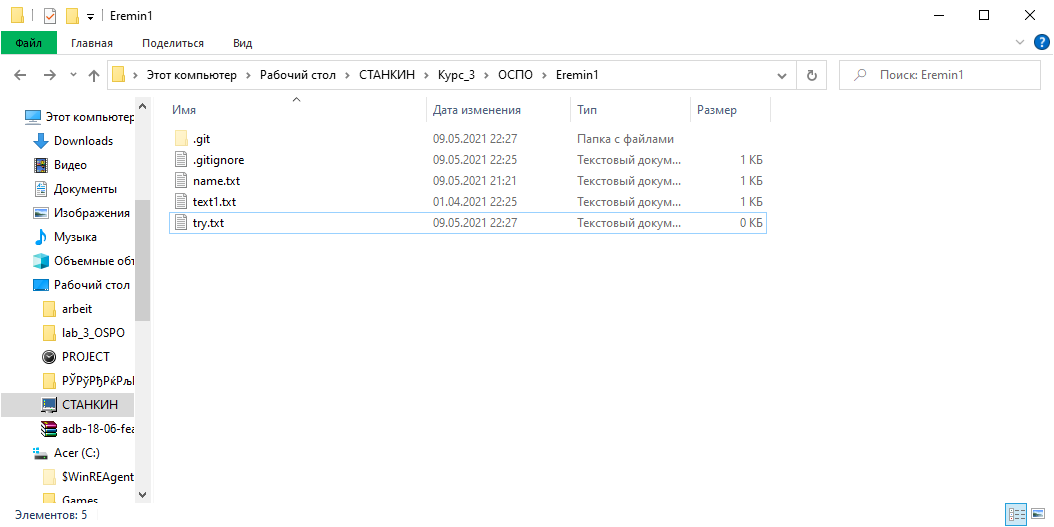 Eremin1
Файл Главная Поделиться Вид
Этот компьютер Рабочий стол СТАНКИН Курс_3 ОСПО Eremin1
Поиск: Eremin1
Имя Дата изменения Тип Размер
.git 09.05.2021 22:27 Папка с файлами
.gitignore 09.05.2021 22:25 Текстовый докум... 1 КБ
name.txt 09.05.2021 21:21 Текстовый докум... 1 КБ
text1.txt 01.04.2021 22:25 Текстовый докум... 1 КБ
try.txt 09.05.2021 22:27 Текстовый докум... 0 КБ
Этот компьютер
Downloads
Видео
Документы
Изображения
Музыка
Объемные объ
Рабочий стол
arbeit
lab_3_OSPO
PROJECT
СТАНКИН
adb-18-06-fea
Acer (C:)
$WinREAgent
Games
Элементов: 5